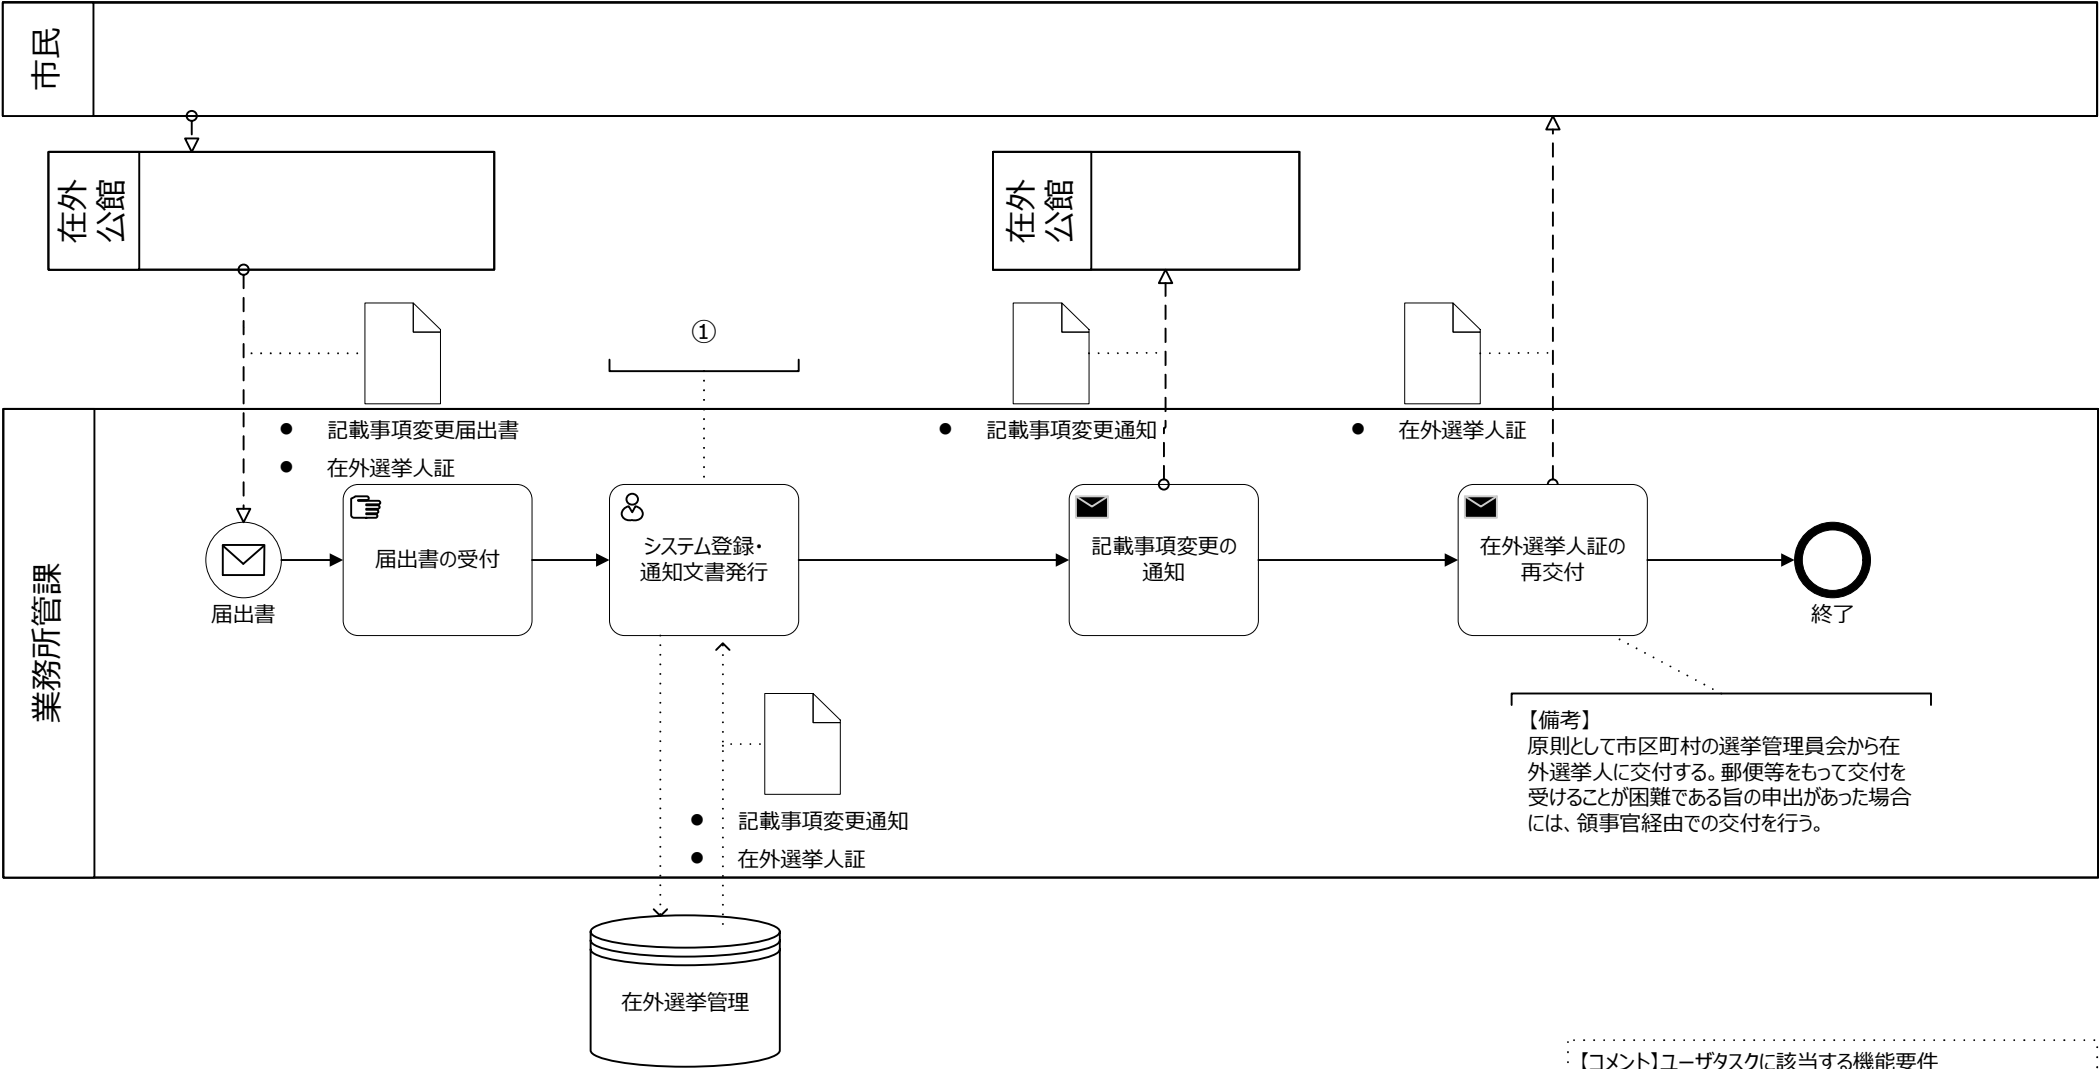 市民
在外
公館
在外
公館
①
業務所管課
● 記載事項変更届出書
● 在外選挙人証
● 記載事項変更通知
● 在外選挙人証
届出書
届出書の受付
システム登録・
通知文書発行
記載事項変更の
通知
在外選挙人証の
再交付
終了
● 記載事項変更通知
● 在外選挙人証
【備考】
原則として市区町村の選挙管理員会から在
外選挙人に交付する。郵便等をもって交付を
受けることが困難である旨の申出があった場合
には、領事官経由での交付を行う。
在外選挙管理
【コメント】ユーザタスクに該当する機能要件